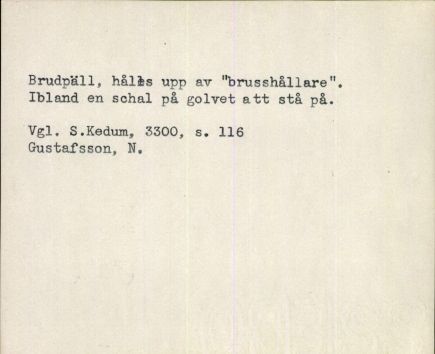 Brudpäll, hålls upp av "brusshållare".
Ibland en schal på golvet att stå på.
Vgl. S.Kedum, 3300, s. 116
Gustafsson, N.